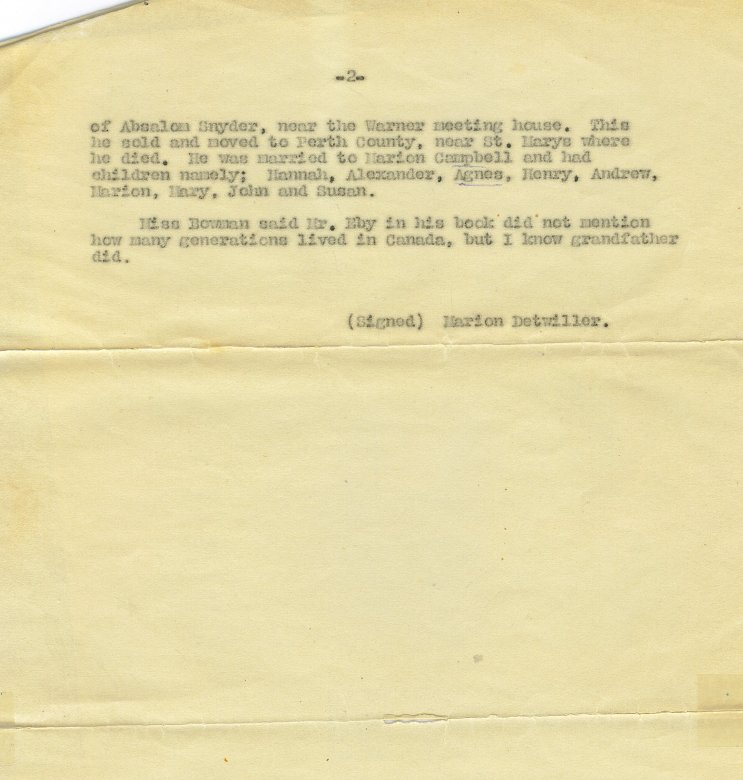 -2-
of Absalom Snyder, near the Warner meeting house. This
he sold and moved to Perth County, near St. Marys where
he died. He was married to Marion Campbell and had
children namely; Hannah, Alexander, Agnes, Henry, Andrew,
Marion, Mary, John and Susan.
Miss Bowman said Mr. Eby in his book did not mention
how many generations lived in Canada, but I know grandfather
did.
(Signed) Marion Detwiller.